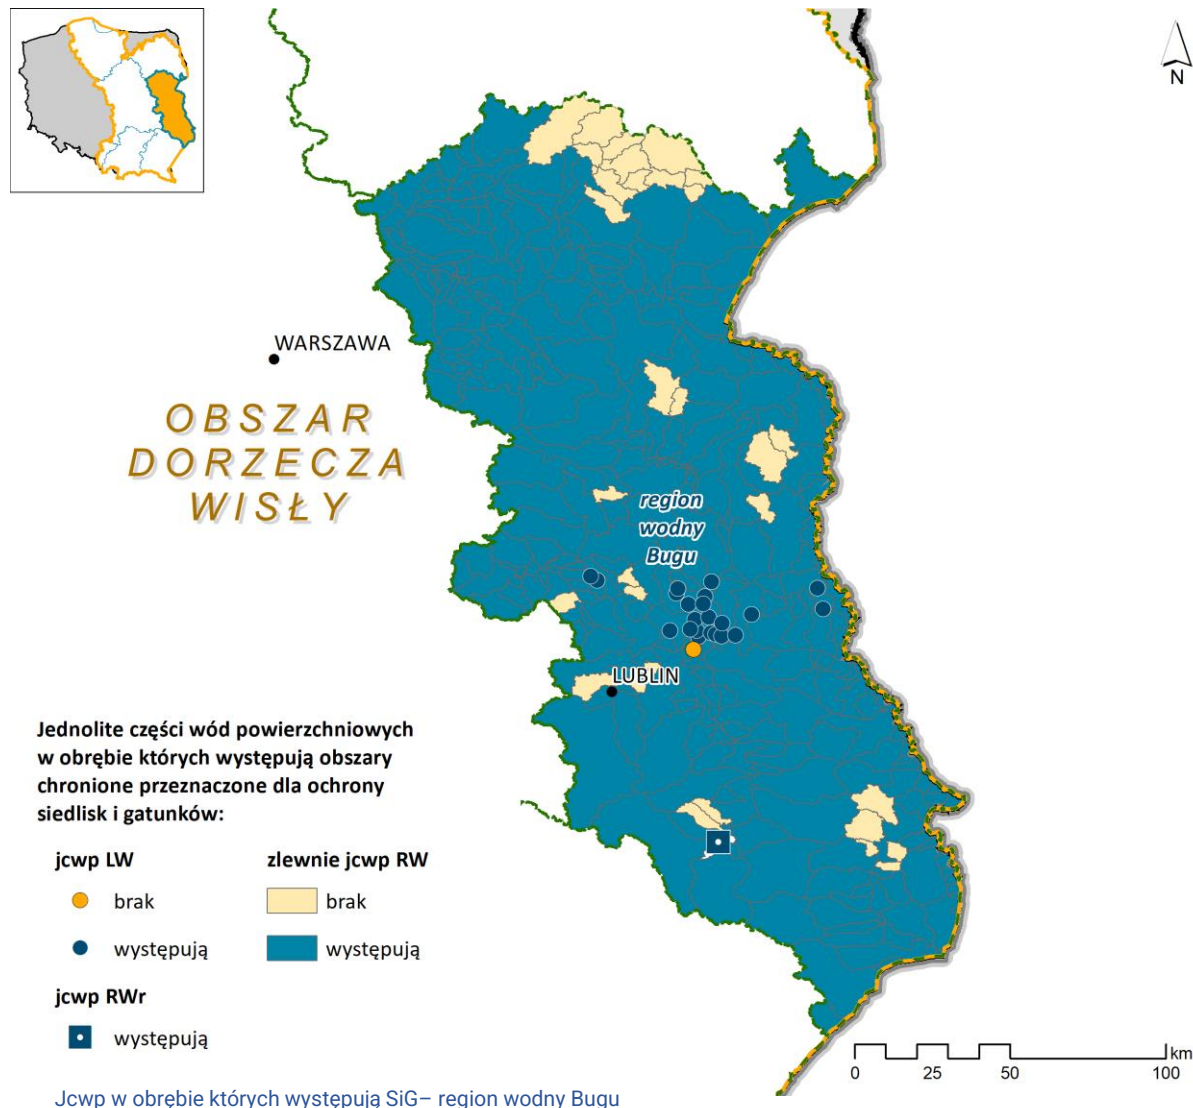 N
WARSZAWA
OBSZAR
DORZECZA
WISŁY
region
wodny
Bugu
LUBLIN
Jednolite części wód powierzchniowych
w obrębie których występują obszary
chronione przeznaczone dla ochrony
siedlisk i gatunków:
jcwp LW
brak
występują
zlewnie jcwp RW
brak
występują
jcwp RWr
występują
km
0 25 50 100
Jcwp w obrębie których występują SiG– region wodny Bugu